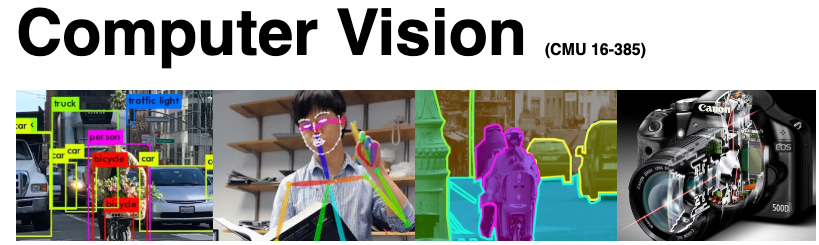 Computer Vision (CMU 16-385)
truck
traffic light
car
person
car
car
bicycle
car
bicycle
Canon
EOS
500D